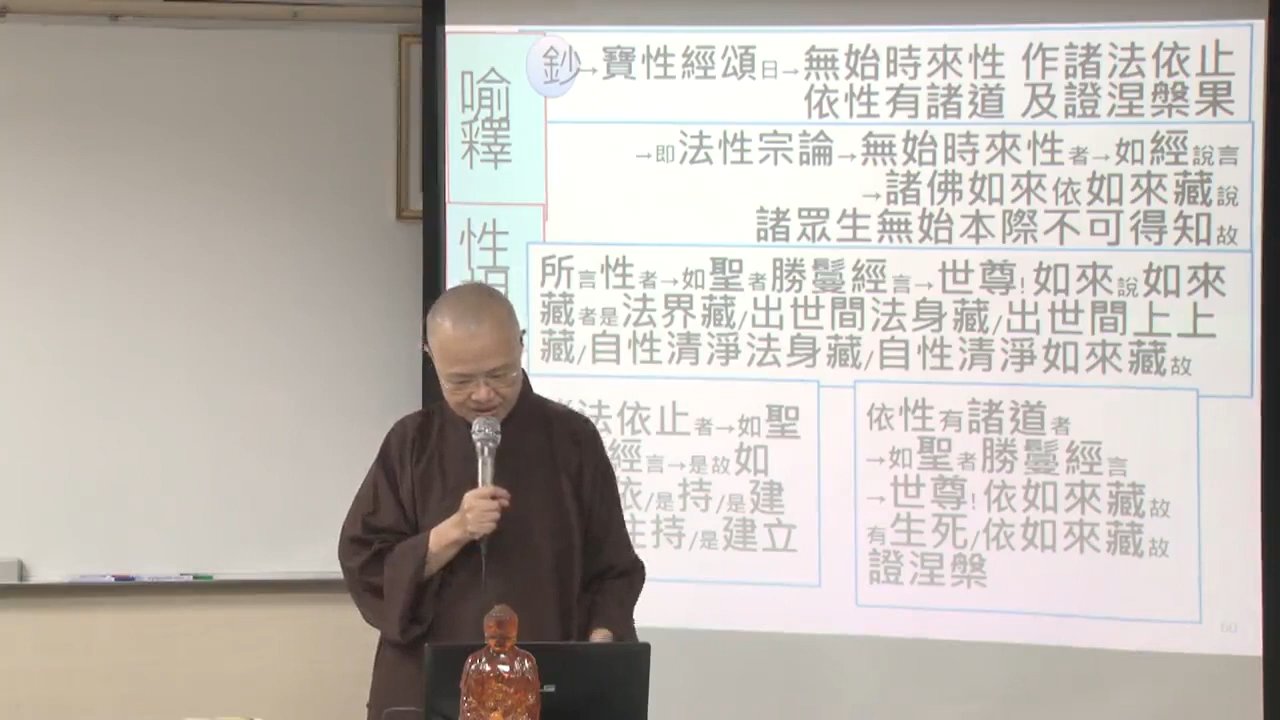 喻
釋
性
鈔→寶性經頌曰→無始時來性 作諸法依止
依性有諸道 及證涅槃果
→即法性宗論→無始時來性者→如經說言
→諸佛如來依如來藏說
諸眾生無始本際不可得知故
所言性者→如聖者勝鬘經言→世尊!如來說如來
藏者是法界藏/出世間法身藏/出世間上上
藏/自性清淨法身藏/自性清淨如來藏故
法依止者→如聖
經言→是故如
依/是持/是建
住持/是建立
依性有諸道者
→如聖者勝鬘經言
→世尊!依如來藏故
有生死/依如來藏故
證涅槃
60